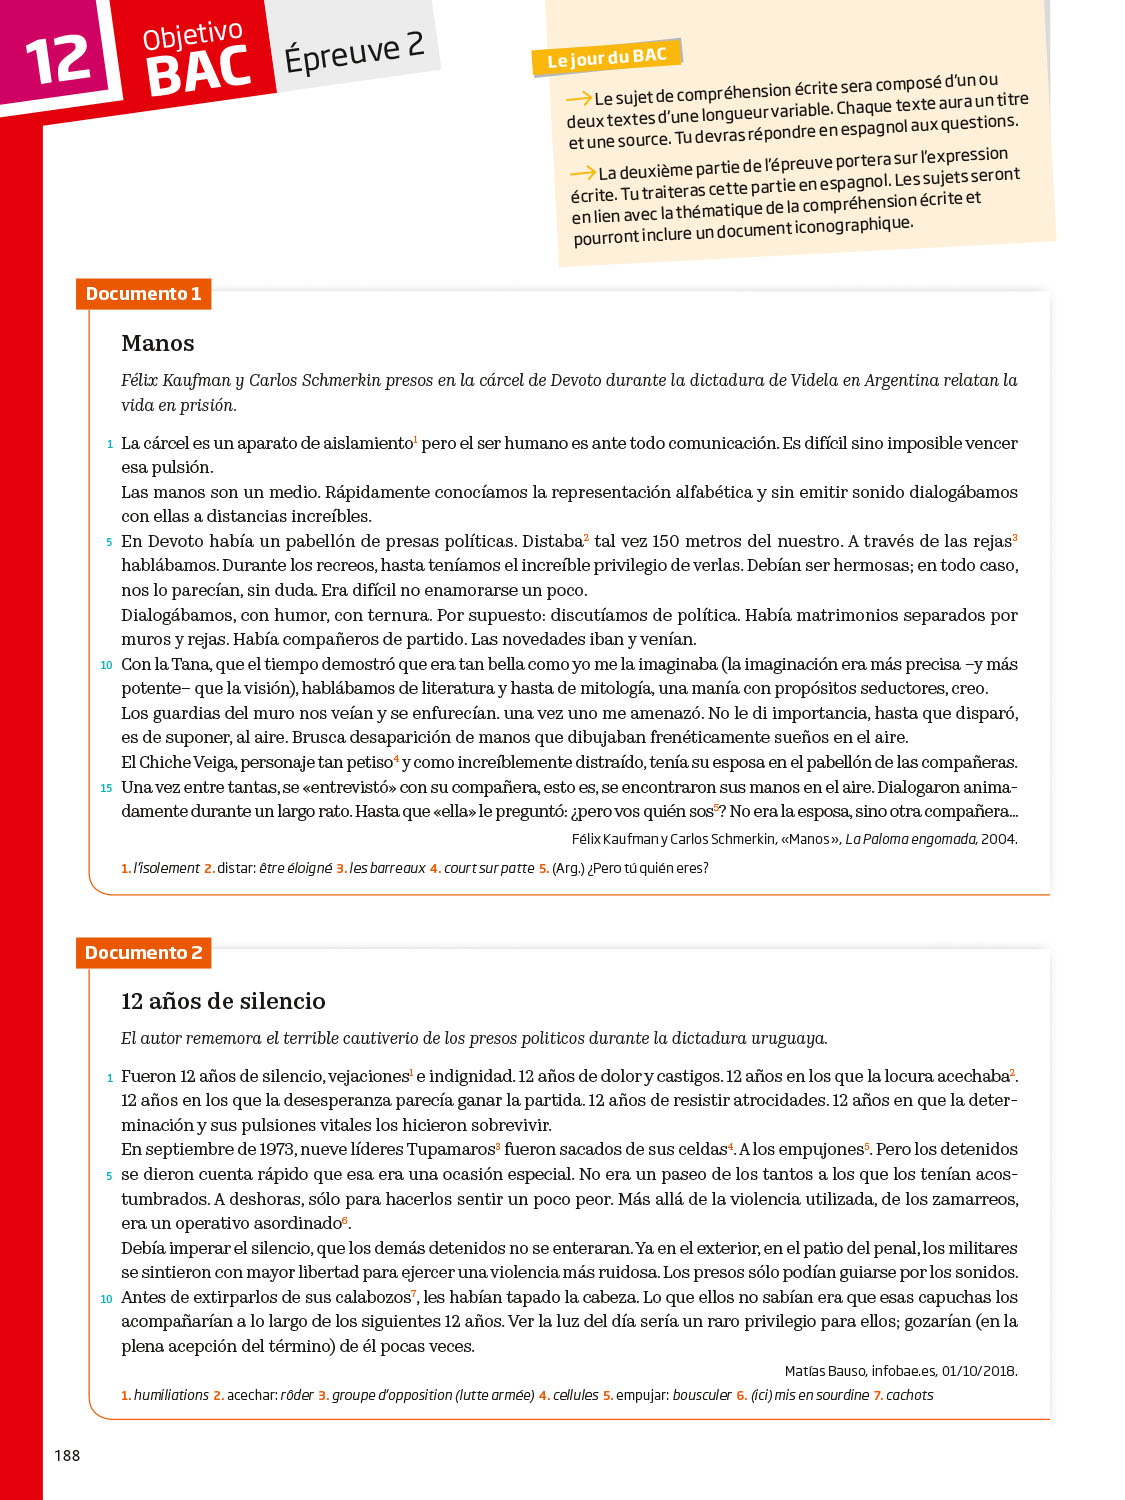 12
Objetivo
BAC
Épreuve 2
Le jour du BAC
→ Le sujet de compréhension écrite sera composé d'un ou
deux textes d'une longueur variable. Chaque texte aura un titre
et une source. Tu devras répondre en espagnol aux questions.
→ La deuxième partie de l'épreuve portera sur l'expression
écrite. Tu traiteras cette partie en espagnol. Les sujets seront
en lien avec la thématique de la compréhension écrite et
pourront inclure un document iconographique.
Documento 1
Manos
Félix Kaufman y Carlos Schmerkin presos en la cárcel de Devoto durante la dictadura de Videla en Argentina relatan la
vida en prisión.
1 La cárcel es un aparato de aislamiento1 pero el ser humano es ante todo comunicación. Es difícil sino imposible vencer
esa pulsión.
Las manos son un medio. Rápidamente conocíamos la representación alfabética y sin emitir sonido dialogábamos
con ellas a distancias increíbles.
5 En Devoto había un pabellón de presas políticas. Distaba2 tal vez 150 metros del nuestro. A través de las rejas3
hablábamos. Durante los recreos, hasta teníamos el increíble privilegio de verlas. Debían ser hermosas; en todo caso,
nos lo parecían, sin duda. Era difícil no enamorarse un poco.
Dialogábamos, con humor, con ternura. Por supuesto: discutíamos de política. Había matrimonios separados por
muros y rejas. Había compañeros de partido. Las novedades iban y venían.
10 Con la Tana, que el tiempo demostró que era tan bella como yo me la imaginaba (la imaginación era más precisa –y más
potente– que la visión), hablábamos de literatura y hasta de mitología, una manía con propósitos seductores, creo.
Los guardias del muro nos veían y se enfurecían. una vez uno me amenazó. No le di importancia, hasta que disparó,
es de suponer, al aire. Brusca desaparición de manos que dibujaban frenéticamente sueños en el aire.
El Chiche Veiga, personaje tan petiso4 y como increíblemente distraído, tenía su esposa en el pabellón de las compañeras.
15 Una vez entre tantas, se «entrevistó» con su compañera, esto es, se encontraron sus manos en el aire. Dialogaron anima-
damente durante un largo rato. Hasta que «ella» le preguntó: ¿pero vos quién sos5? No era la esposa, sino otra compañera...
Félix Kaufman y Carlos Schmerkin, «Manos», La Paloma engomada, 2004.
1. l'isolement 2. distar: être éloigné 3. les barreaux 4. court sur patte 5. (Arg.) ¿Pero tú quién eres?
Documento 2
12 años de silencio
El autor rememora el terrible cautiverio de los presos politicos durante la dictadura uruguaya.
1 Fueron 12 años de silencio, vejaciones1 e indignidad. 12 años de dolor y castigos. 12 años en los que la locura acechaba2.
12 años en los que la desesperanza parecía ganar la partida. 12 años de resistir atrocidades. 12 años en que la deter-
minación y sus pulsiones vitales los hicieron sobrevivir.
En septiembre de 1973, nueve líderes Tupamaros3 fueron sacados de sus celdas4. A los empujones5. Pero los detenidos
5 se dieron cuenta rápido que esa era una ocasión especial. No era un paseo de los tantos a los que los tenían acos-
tumbrados. A deshoras, sólo para hacerlos sentir un poco peor. Más allá de la violencia utilizada, de los zamarreos,
era un operativo asordinado6.
Debía imperar el silencio, que los demás detenidos no se enteraran. Ya en el exterior, en el patio del penal, los militares
se sintieron con mayor libertad para ejercer una violencia más ruidosa. Los presos sólo podían guiarse por los sonidos.
10 Antes de extirparlos de sus calabozos7, les habían tapado la cabeza. Lo que ellos no sabían era que esas capuchas los
acompañarían a lo largo de los siguientes 12 años. Ver la luz del día sería un raro privilegio para ellos; gozarían (en la
plena acepción del término) de él pocas veces.
Matías Bauso, infobae.es, 01/10/2018.
1. humiliations 2. acechar: rôder 3. groupe d'opposition (lutte armée) 4. cellules 5. empujar: bousculer 6. (ici) mis en sourdine 7. cachots
188